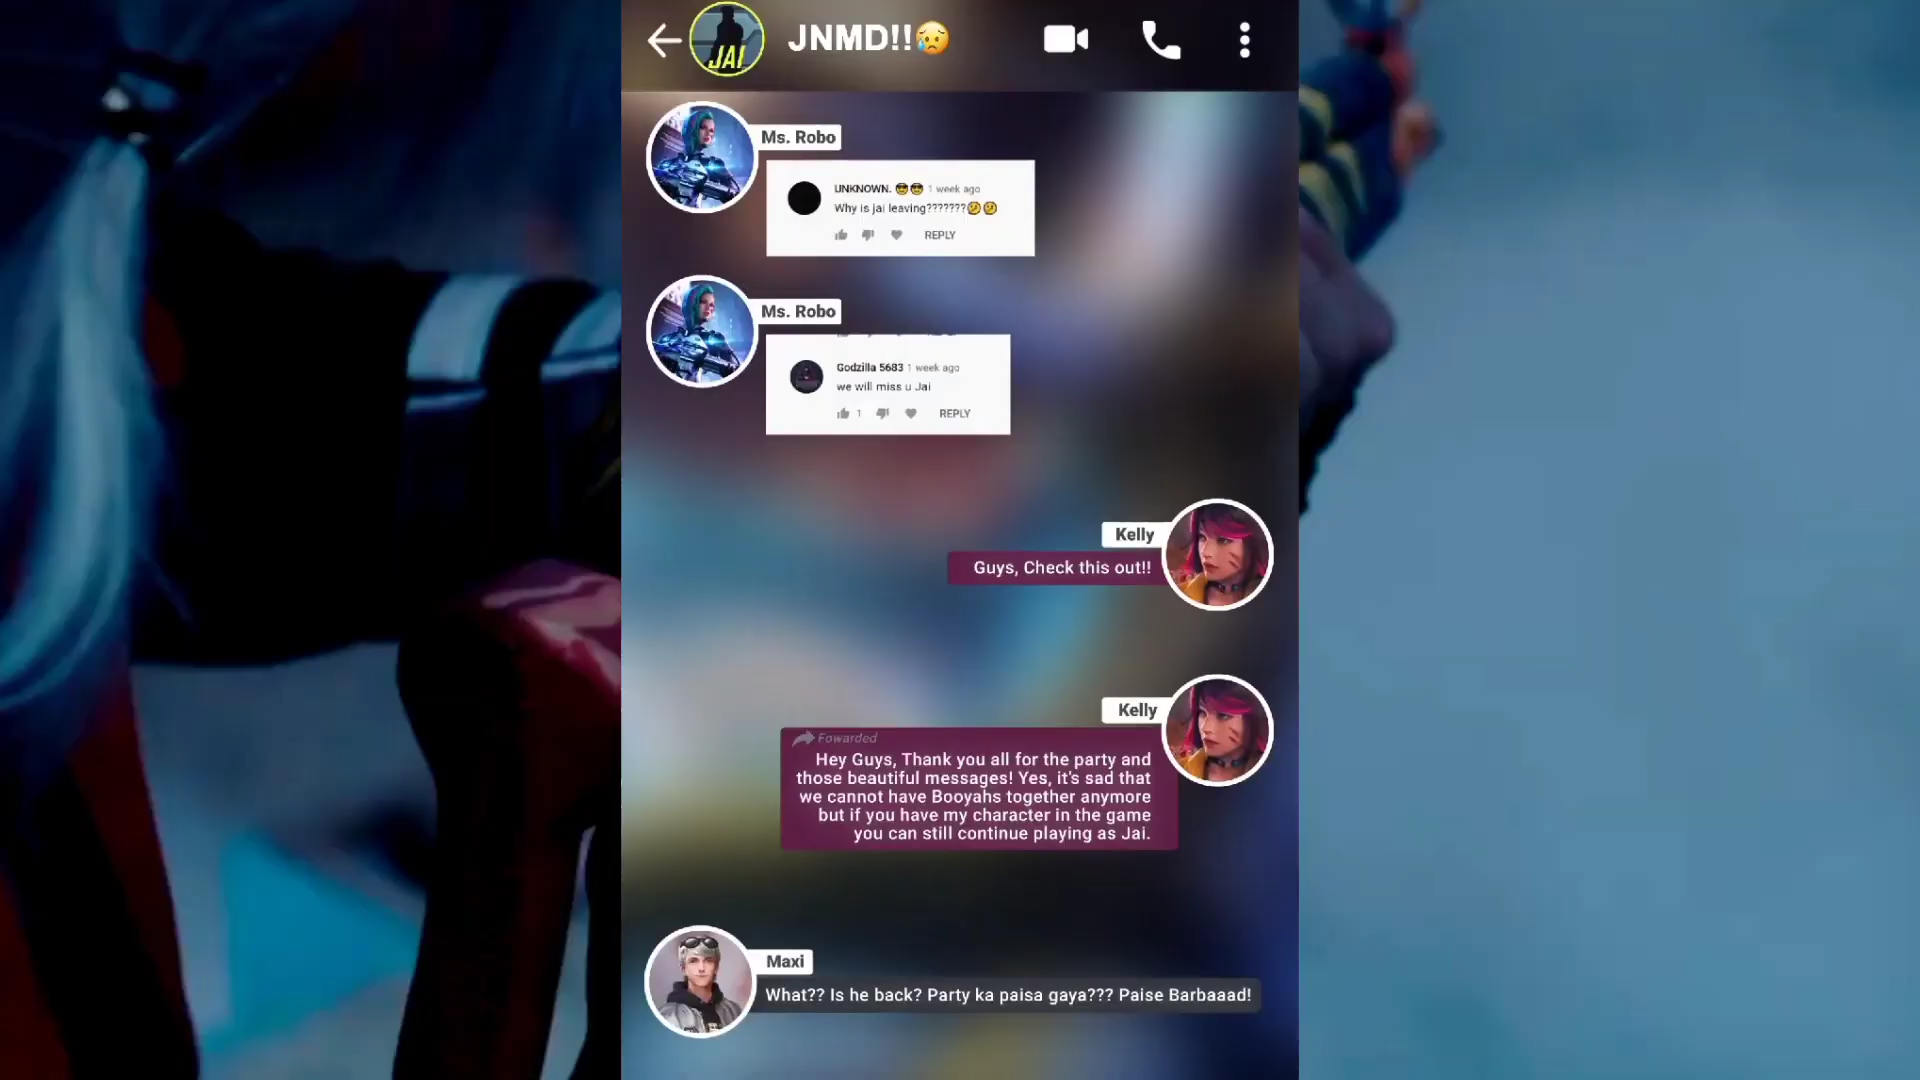 JAI
JNMD!!😥
Ms. Robo
UNKNOWN. 😎😎 1 week ago
Why is jai leaving???????🤔🤔
REPLY
Ms. Robo
Godzilla 5683 1 week ago
we will miss u Jai
1
REPLY
Kelly
Guys, Check this out!!
Kelly
Fowarded
Hey Guys, Thank you all for the party and
those beautiful messages! Yes, it's sad that
we cannot have Booyahs together anymore
but if you have my character in the game
you can still continue playing as Jai.
Maxi
What?? Is he back? Party ka paisa gaya??? Paise Barbaaad!